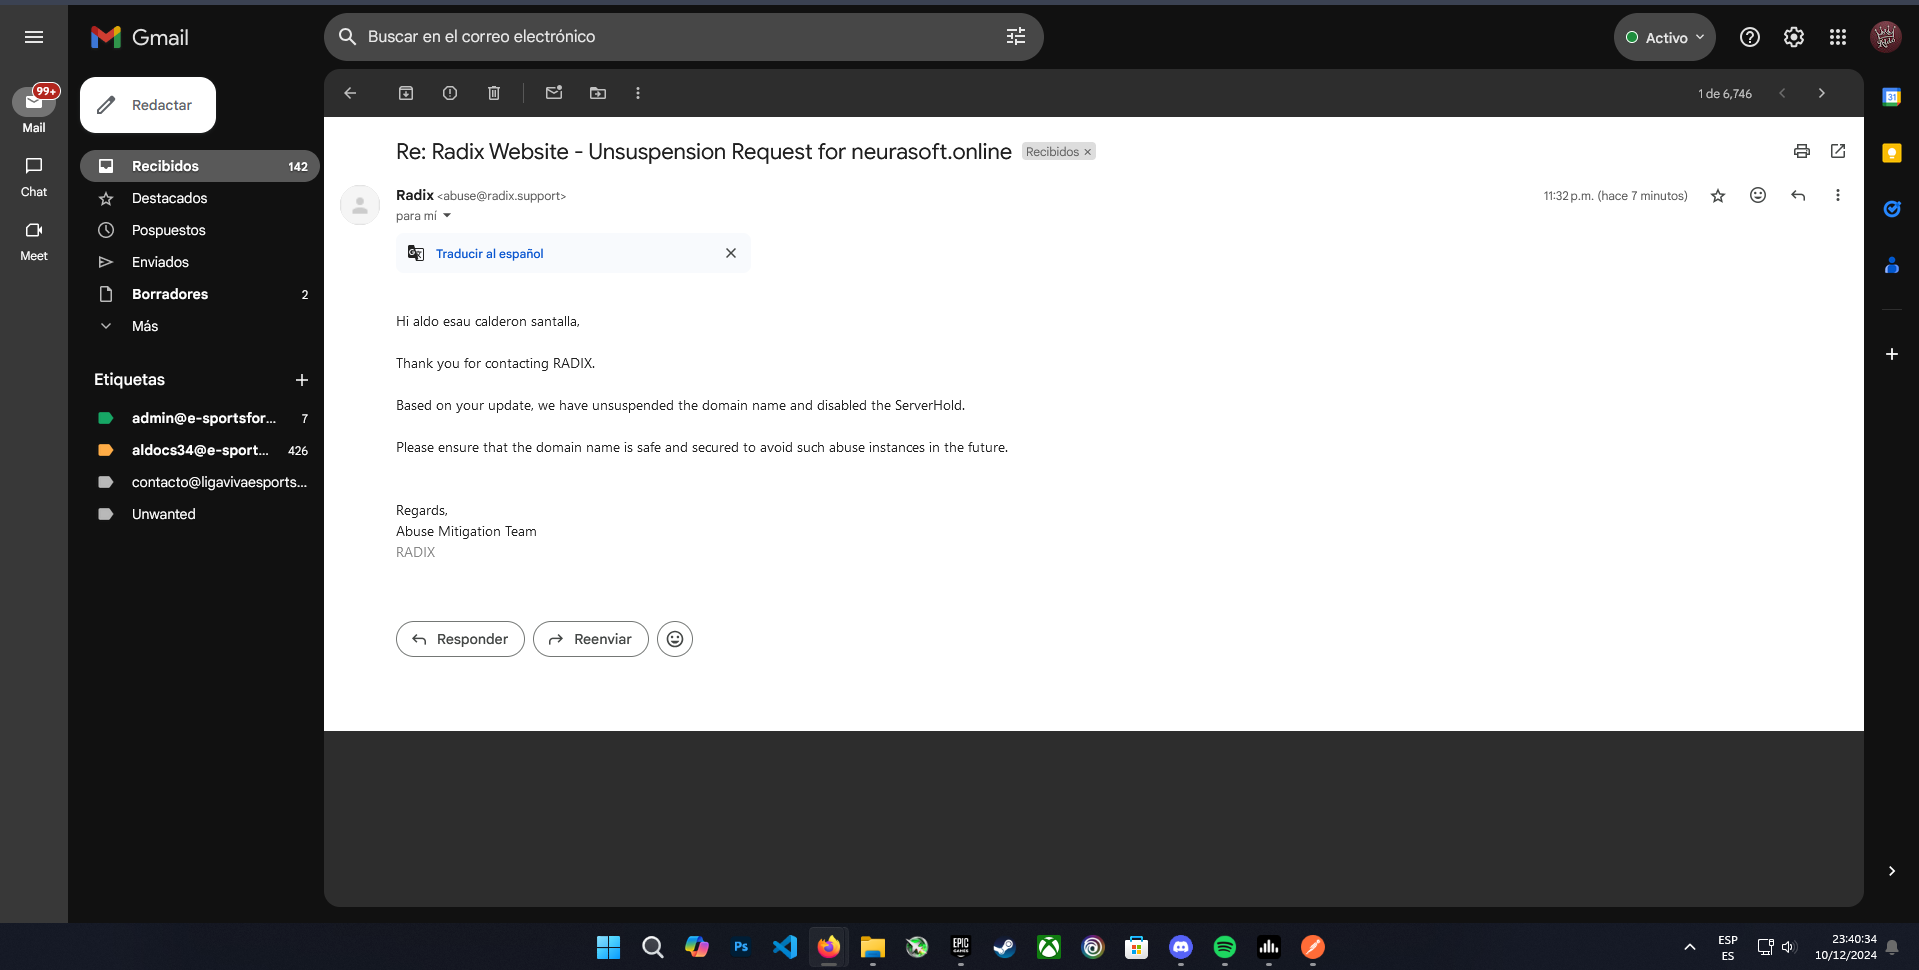 Gmail
Buscar en el correo electrónico
Activo
99+
Mail
Chat
Meet
Redactar
Recibidos 142
Destacados
Pospuestos
Enviados
Borradores 2
Más
Etiquetas
admin@e-sportsfor... 7
aldocs34@e-sport... 426
contacto@ligavivaesports...
Unwanted
1 de 6,746
Re: Radix Website - Unsuspension Request for neurasoft.online Recibidos ×
Radix <abuse@radix.support> 11:32 p.m. (hace 7 minutos)
para mí
Traducir al español
Hi aldo esau calderon santalla,
Thank you for contacting RADIX.
Based on your update, we have unsuspended the domain name and disabled the ServerHold.
Please ensure that the domain name is safe and secured to avoid such abuse instances in the future.
Regards,
Abuse Mitigation Team
RADIX
Responder
Reenviar
31
Ps
EPIC
GAMES
ESP
ES
23:40:34
10/12/2024